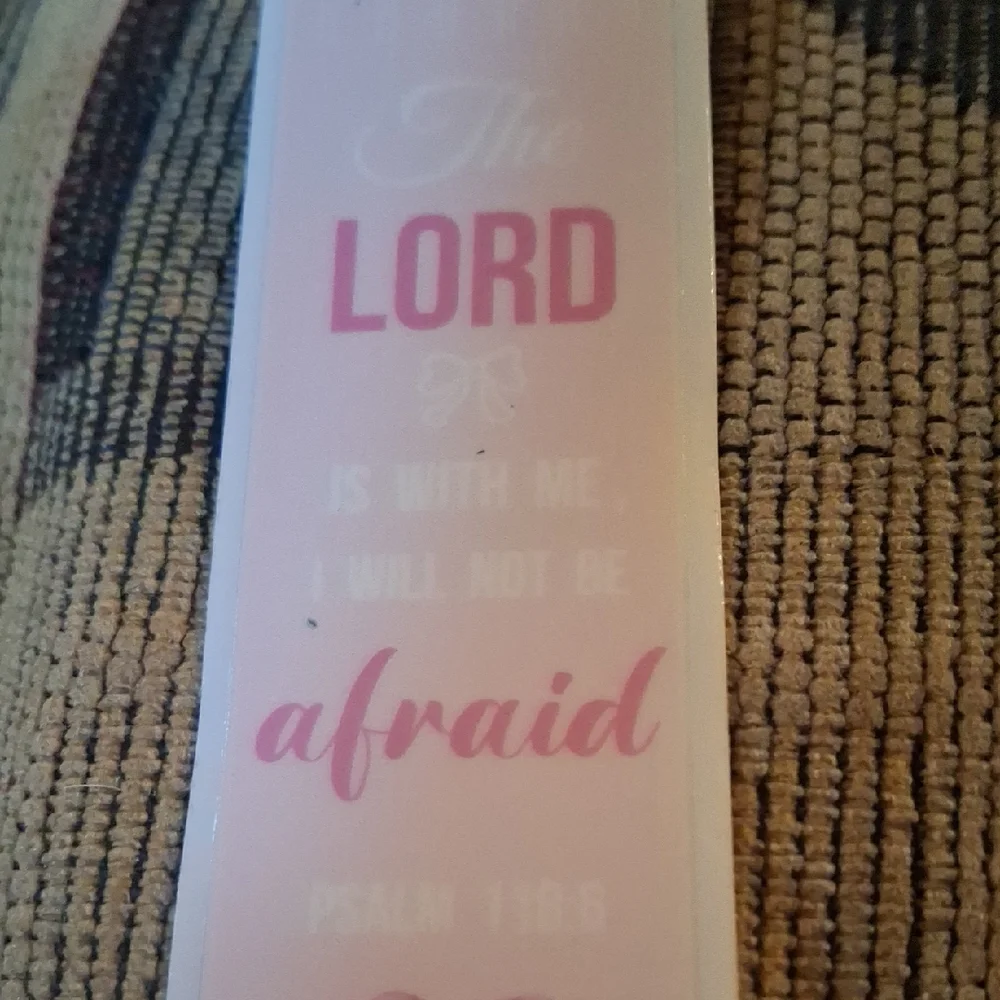 The
LORD
IS WITH ME,
I WILL NOT BE
afraid
PSALM 118:6